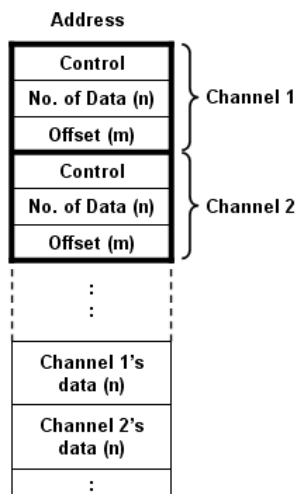 Address
Control
No. of Data (n)
Offset (m)
Channel 1
Control
No. of Data (n)
Offset (m)
Channel 2
:
:
Channel 1's
data (n)
Channel 2's
data (n)
: